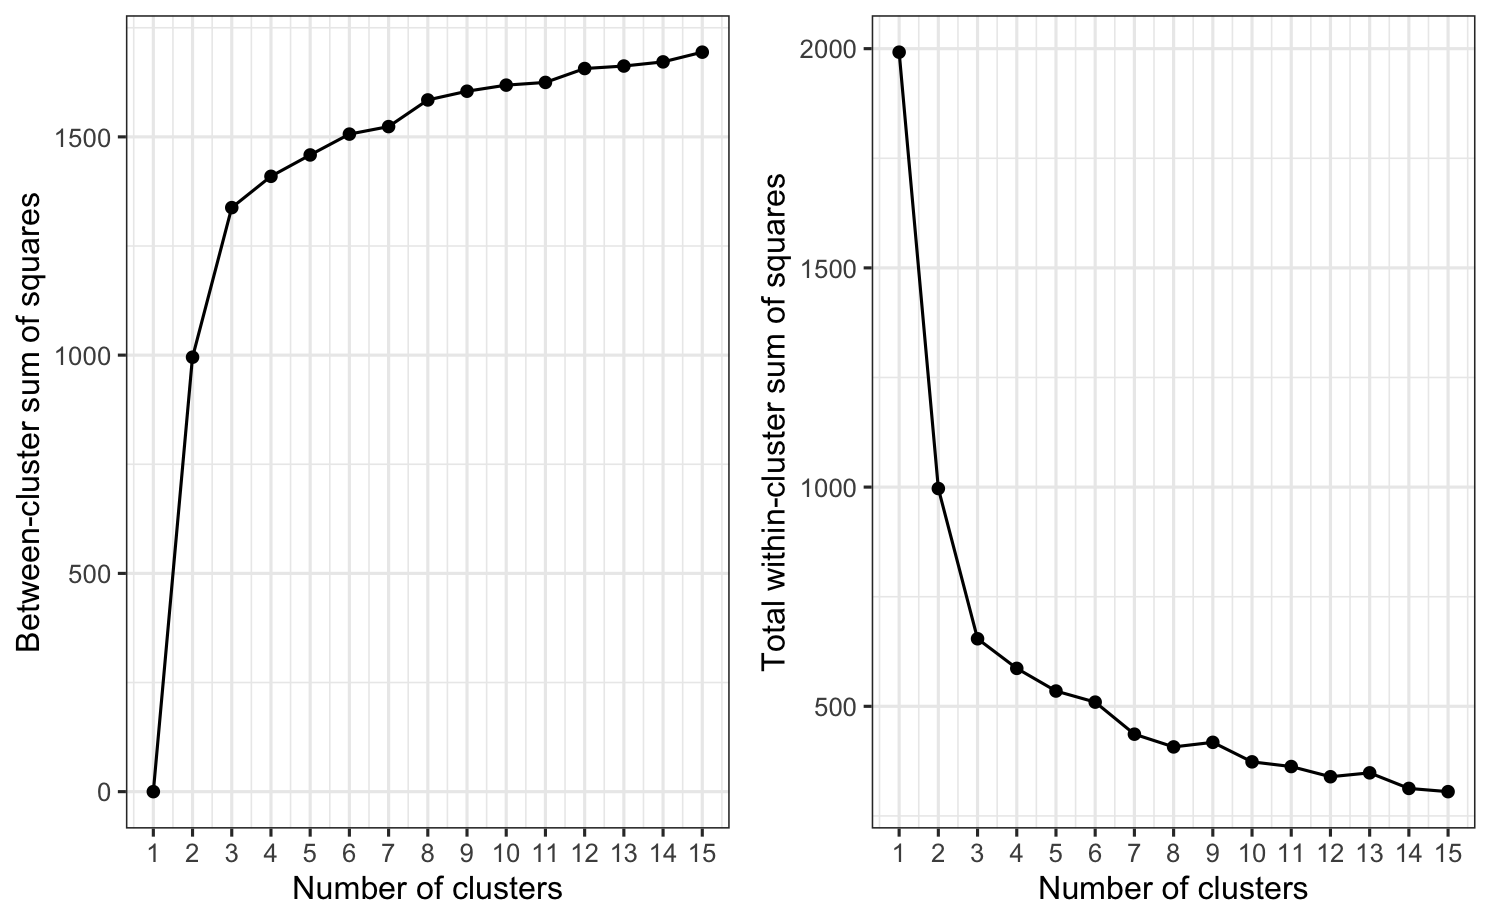 Between-cluster sum of squares
1500
1000
500
0
1 2 3 4 5 6 7 8 9 10 11 12 13 14 15
Number of clusters
Total within-cluster sum of squares
2000
1500
1000
500
1 2 3 4 5 6 7 8 9 10 11 12 13 14 15
Number of clusters